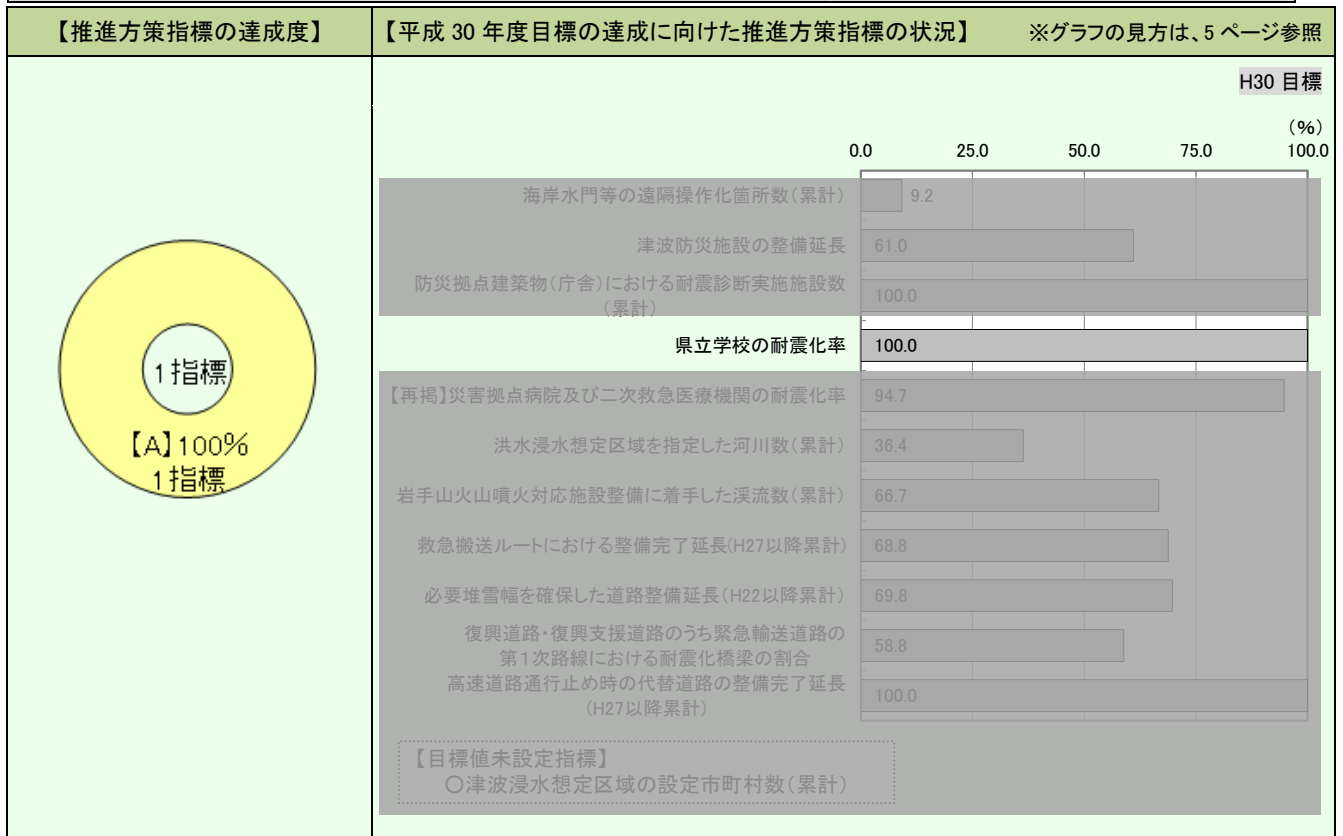 【推進方策指標の達成度】
【平成 30 年度目標の達成に向けた推進方策指標の状況】 ※グラフの見方は、5 ページ参照
H30 目標
(%)
0.0 25.0 50.0 75.0 100.0
海岸水門等の遠隔操作化箇所数(累計) 9.2
津波防災施設の整備延長 61.0
防災拠点建築物(庁舎)における耐震診断実施施設数
(累計) 100.0
県立学校の耐震化率 100.0
【再掲】災害拠点病院及び二次救急医療機関の耐震化率 94.7
洪水浸水想定区域を指定した河川数(累計) 36.4
岩手山火山噴火対応施設整備に着手した渓流数(累計) 66.7
救急搬送ルートにおける整備完了延長(H27以降累計) 68.8
必要堆雪幅を確保した道路整備延長(H22以降累計) 69.8
復興道路・復興支援道路のうち緊急輸送道路の
第1次路線における耐震化橋梁の割合 58.8
高速道路通行止め時の代替道路の整備完了延長
(H27以降累計) 100.0
【目標値未設定指標】
○津波浸水想定区域の設定市町村数(累計)
1指標
【A】100%
1指標